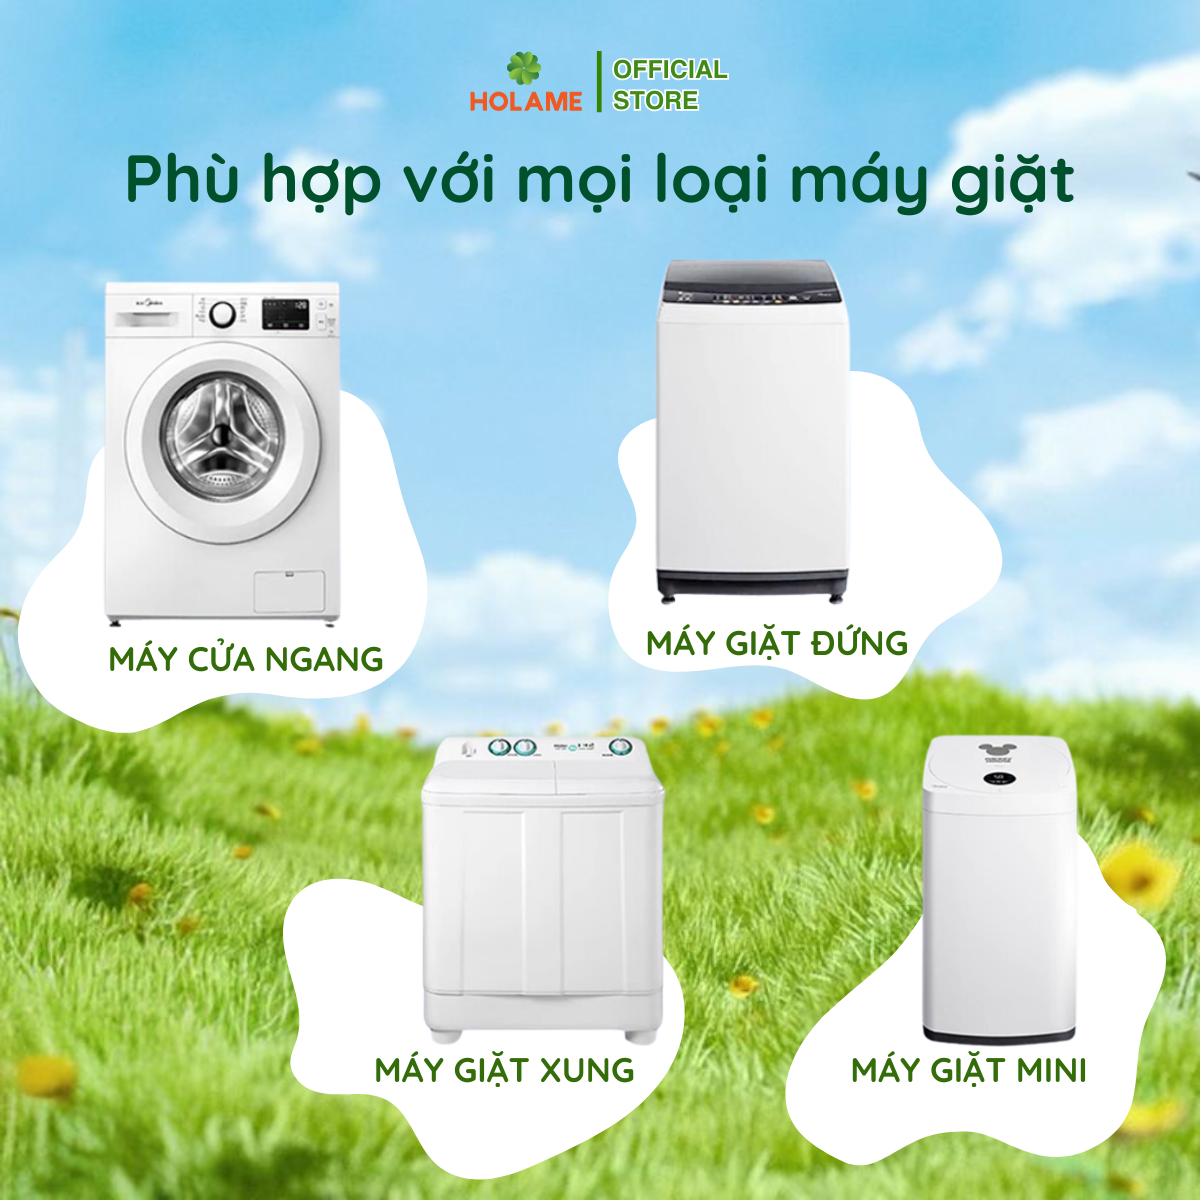 HOLAME
OFFICIAL
STORE
Phù hợp với mọi loại máy giặt
Midea
MÁY CỬA NGANG
MÁY GIẶT ĐỨNG
MÁY GIẶT XUNG
MÁY GIẶT MINI